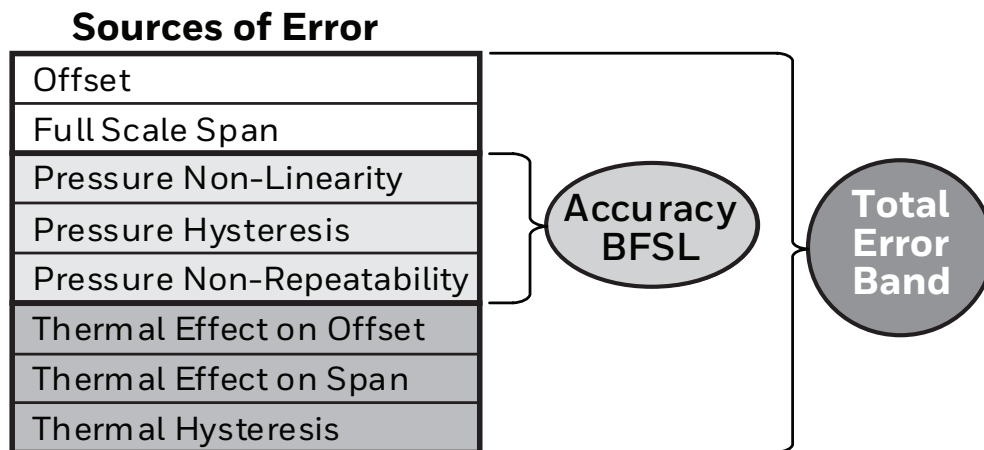 Sources of Error
Offset
Full Scale Span
Pressure Non-Linearity
Pressure Hysteresis
Pressure Non-Repeatability
Thermal Effect on Offset
Thermal Effect on Span
Thermal Hysteresis
Accuracy
BFSL
Total
Error
Band